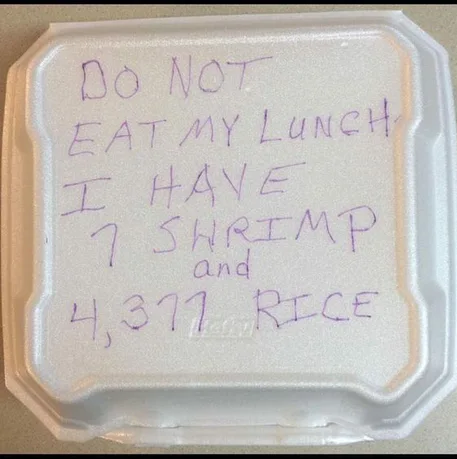 DO NOT
EAT MY LUNCH
I HAVE
7 SHRIMP
and
4,377 RICE